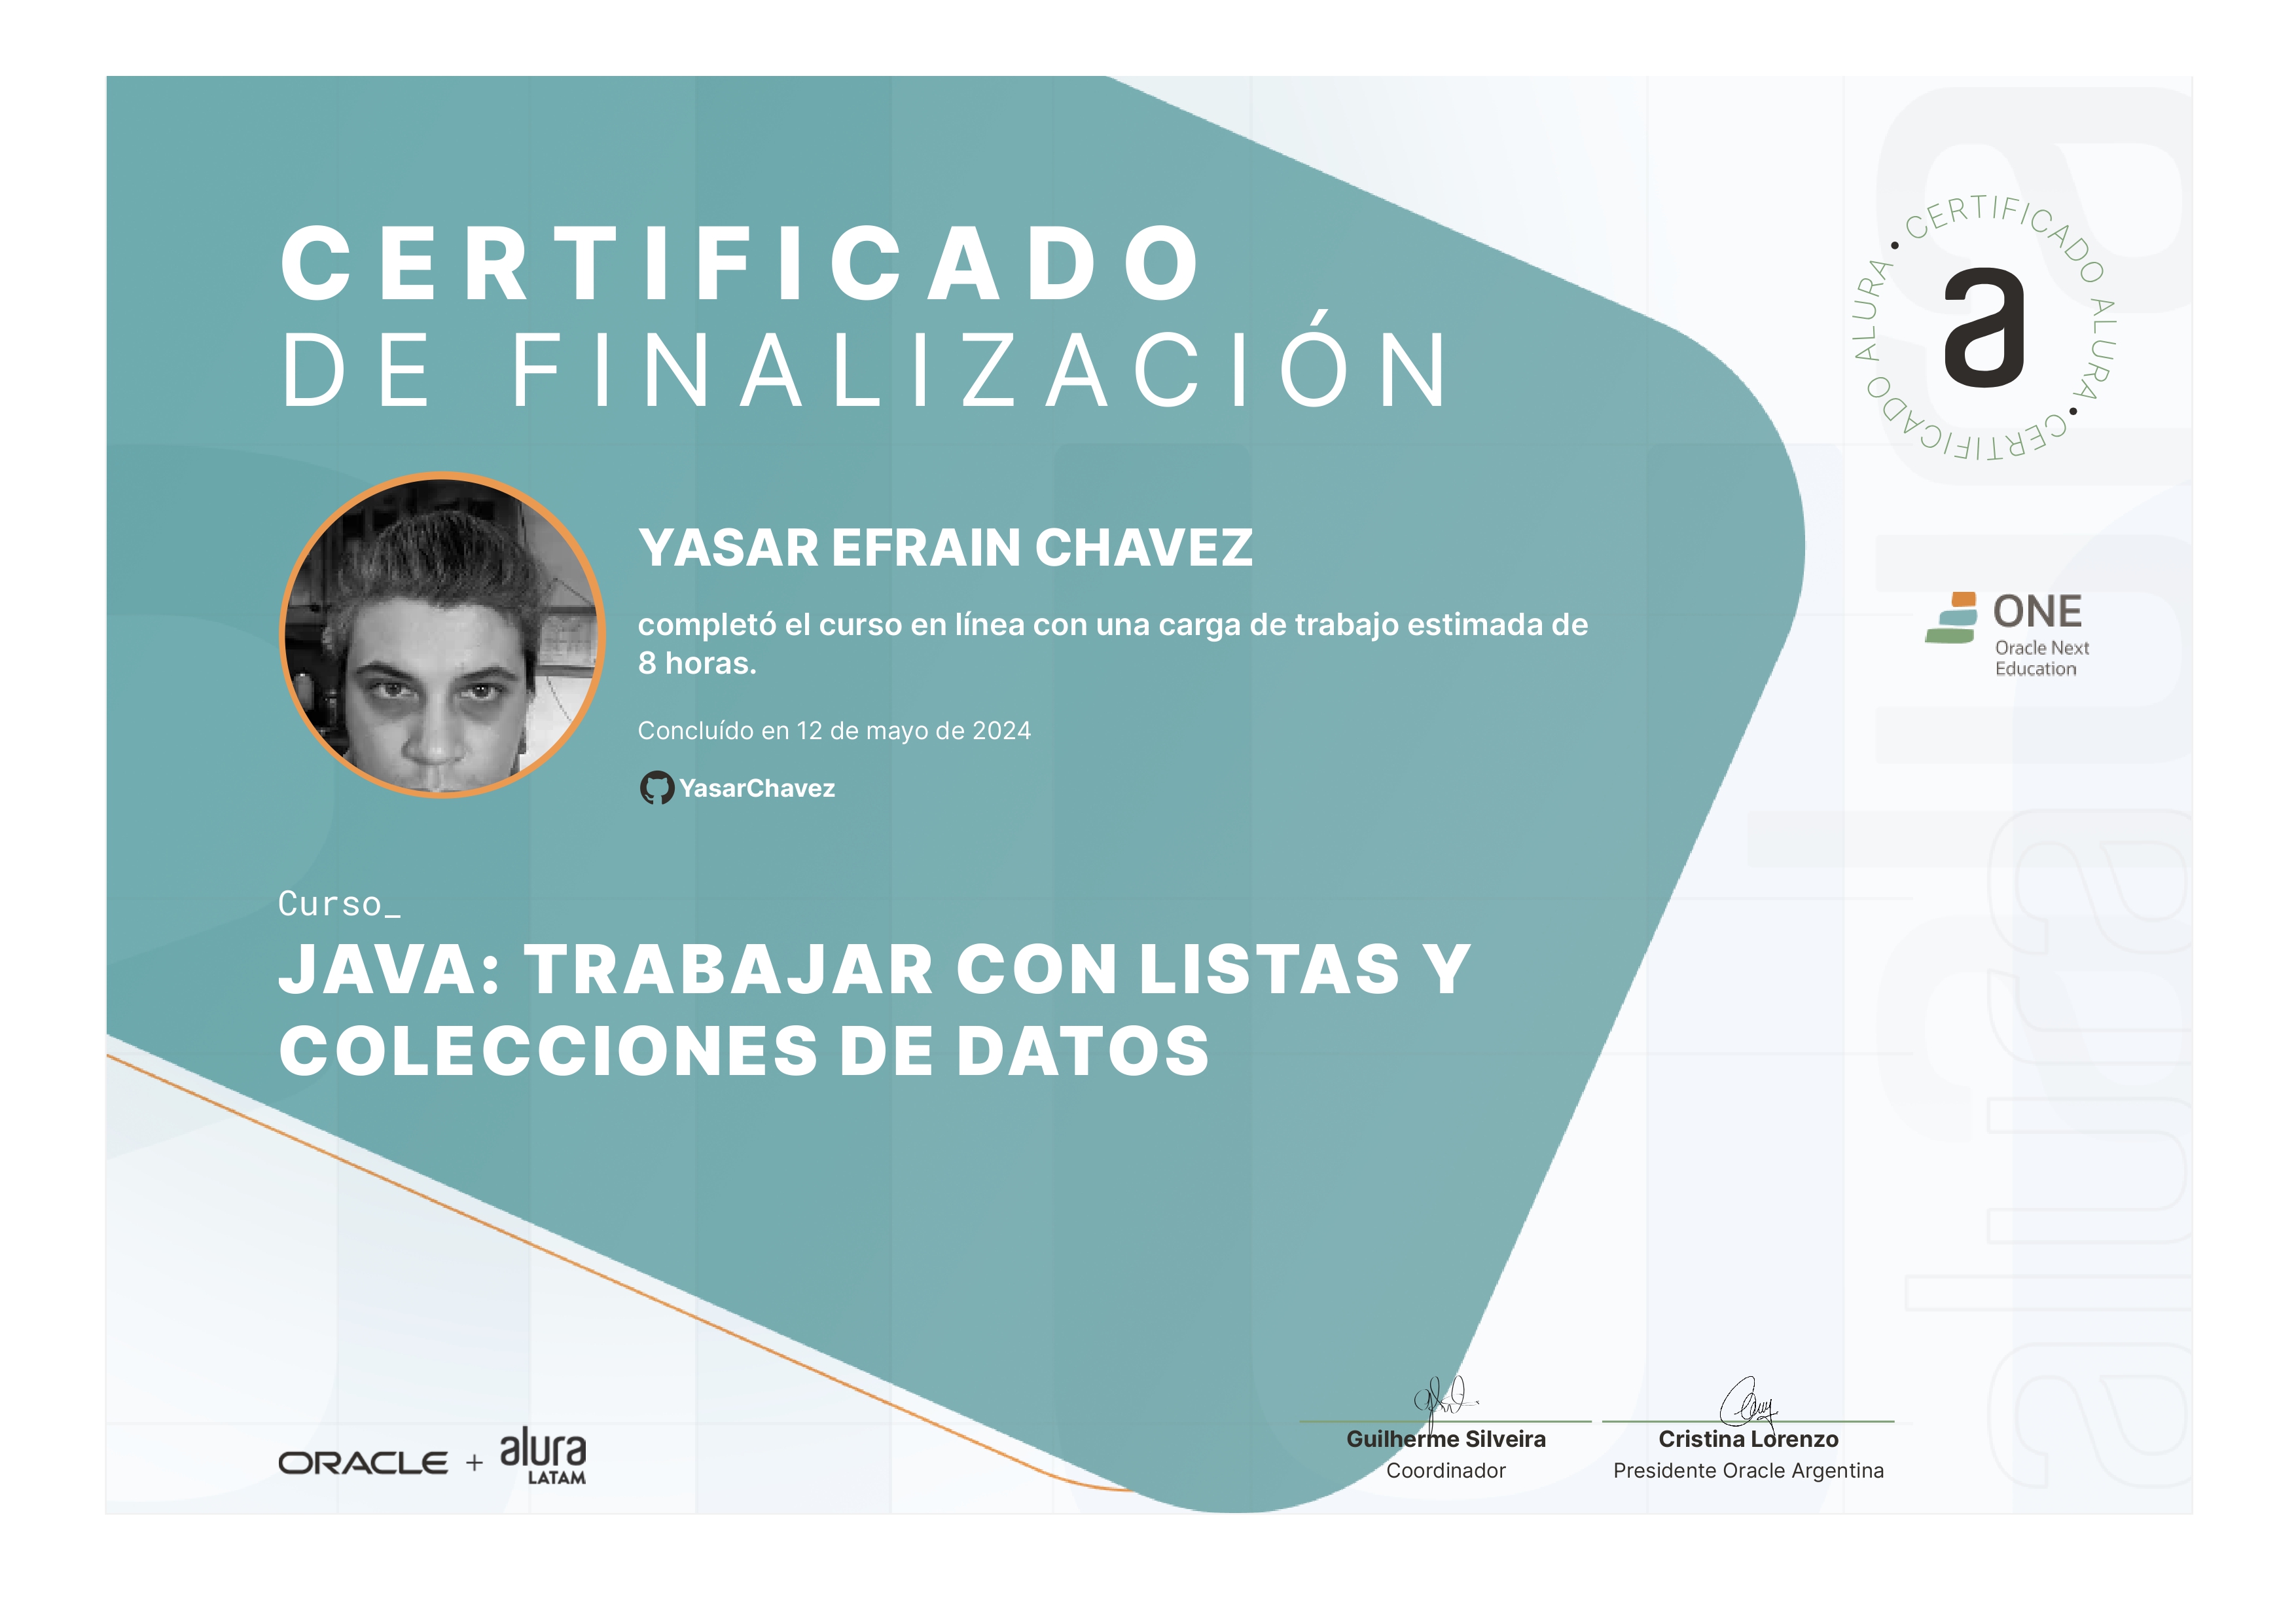 CERTIFICADO
DE FINALIZACIÓN
• CERTIFICADO ALURA • CERTIFICADO ALURA
a
YASAR EFRAIN CHAVEZ
completó el curso en línea con una carga de trabajo estimada de
8 horas.
Concluído en 12 de mayo de 2024
YasarChavez
ONE
Oracle Next
Education
Curso_
JAVA: TRABAJAR CON LISTAS Y
COLECCIONES DE DATOS
alura
ORACLE + alura
LATAM
Guilherme Silveira
Coordinador
Cristina Lorenzo
Presidente Oracle Argentina